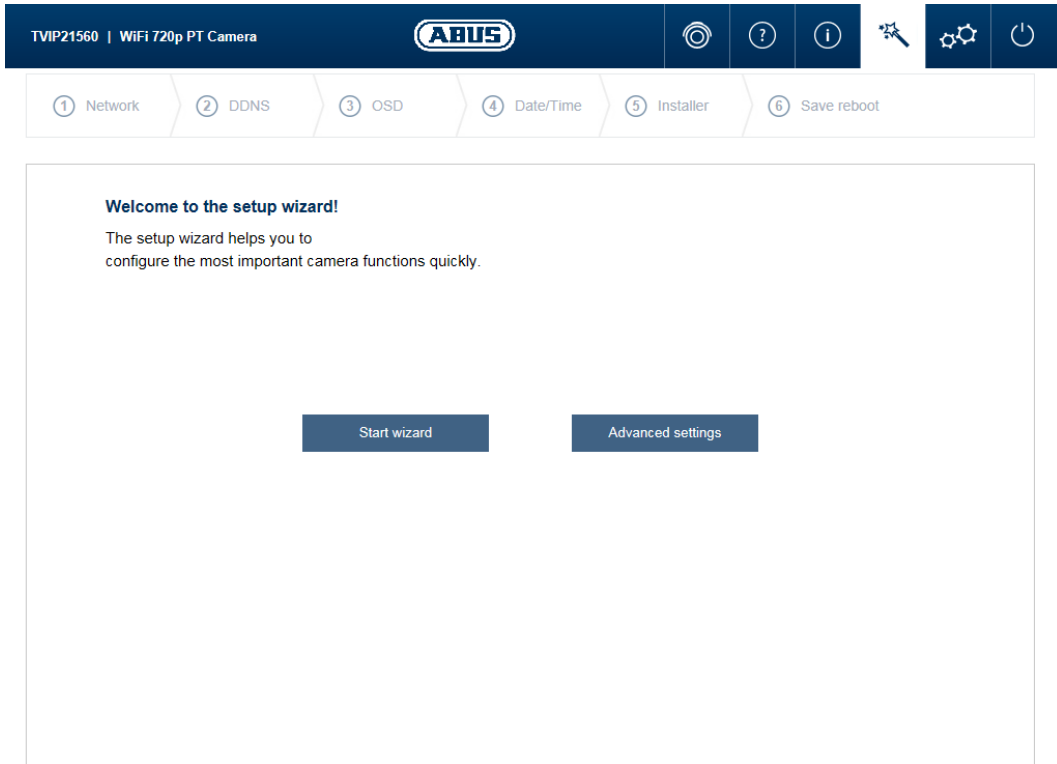 TVIP21560 | WiFi 720p PT Camera
ABUS
?
i
1 Network
2 DDNS
3 OSD
4 Date/Time
5 Installer
6 Save reboot
Welcome to the setup wizard!
The setup wizard helps you to
configure the most important camera functions quickly.
Start wizard
Advanced settings